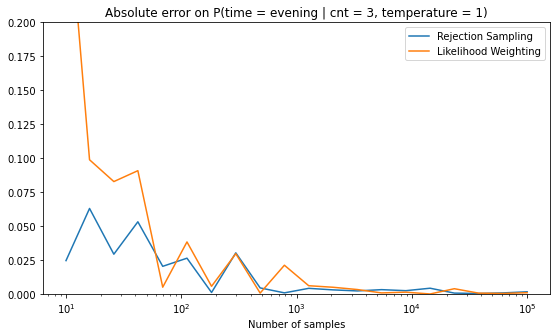 Absolute error on P(time = evening | cnt = 3, temperature = 1)
Rejection Sampling
Likelihood Weighting
0.200
0.175
0.150
0.125
0.100
0.075
0.050
0.025
0.000
10¹ 10² 10³ 10⁴ 10⁵
Number of samples